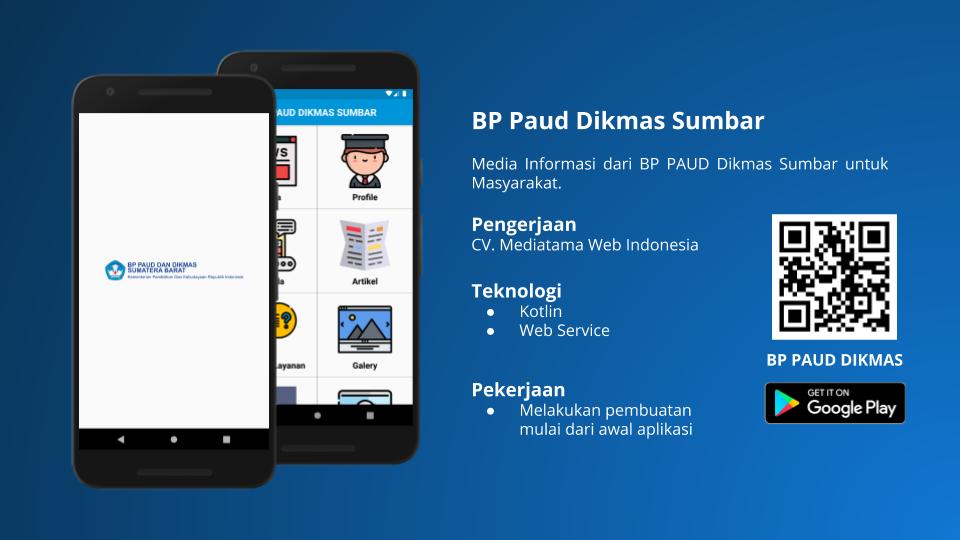 BP PAUD DAN DIKMAS
SUMATERA BARAT
Kementerian Pendidikan Dan Kebudayaan Republik Indonesia
PAUD DIKMAS SUMBAR
Profile
Artikel
Layanan
Galery
BP Paud Dikmas Sumbar
Media Informasi dari BP PAUD Dikmas Sumbar untuk
Masyarakat.
Pengerjaan
CV. Mediatama Web Indonesia
Teknologi
● Kotlin
● Web Service
Pekerjaan
● Melakukan pembuatan
mulai dari awal aplikasi
BP PAUD DIKMAS
GET IT ON
Google Play